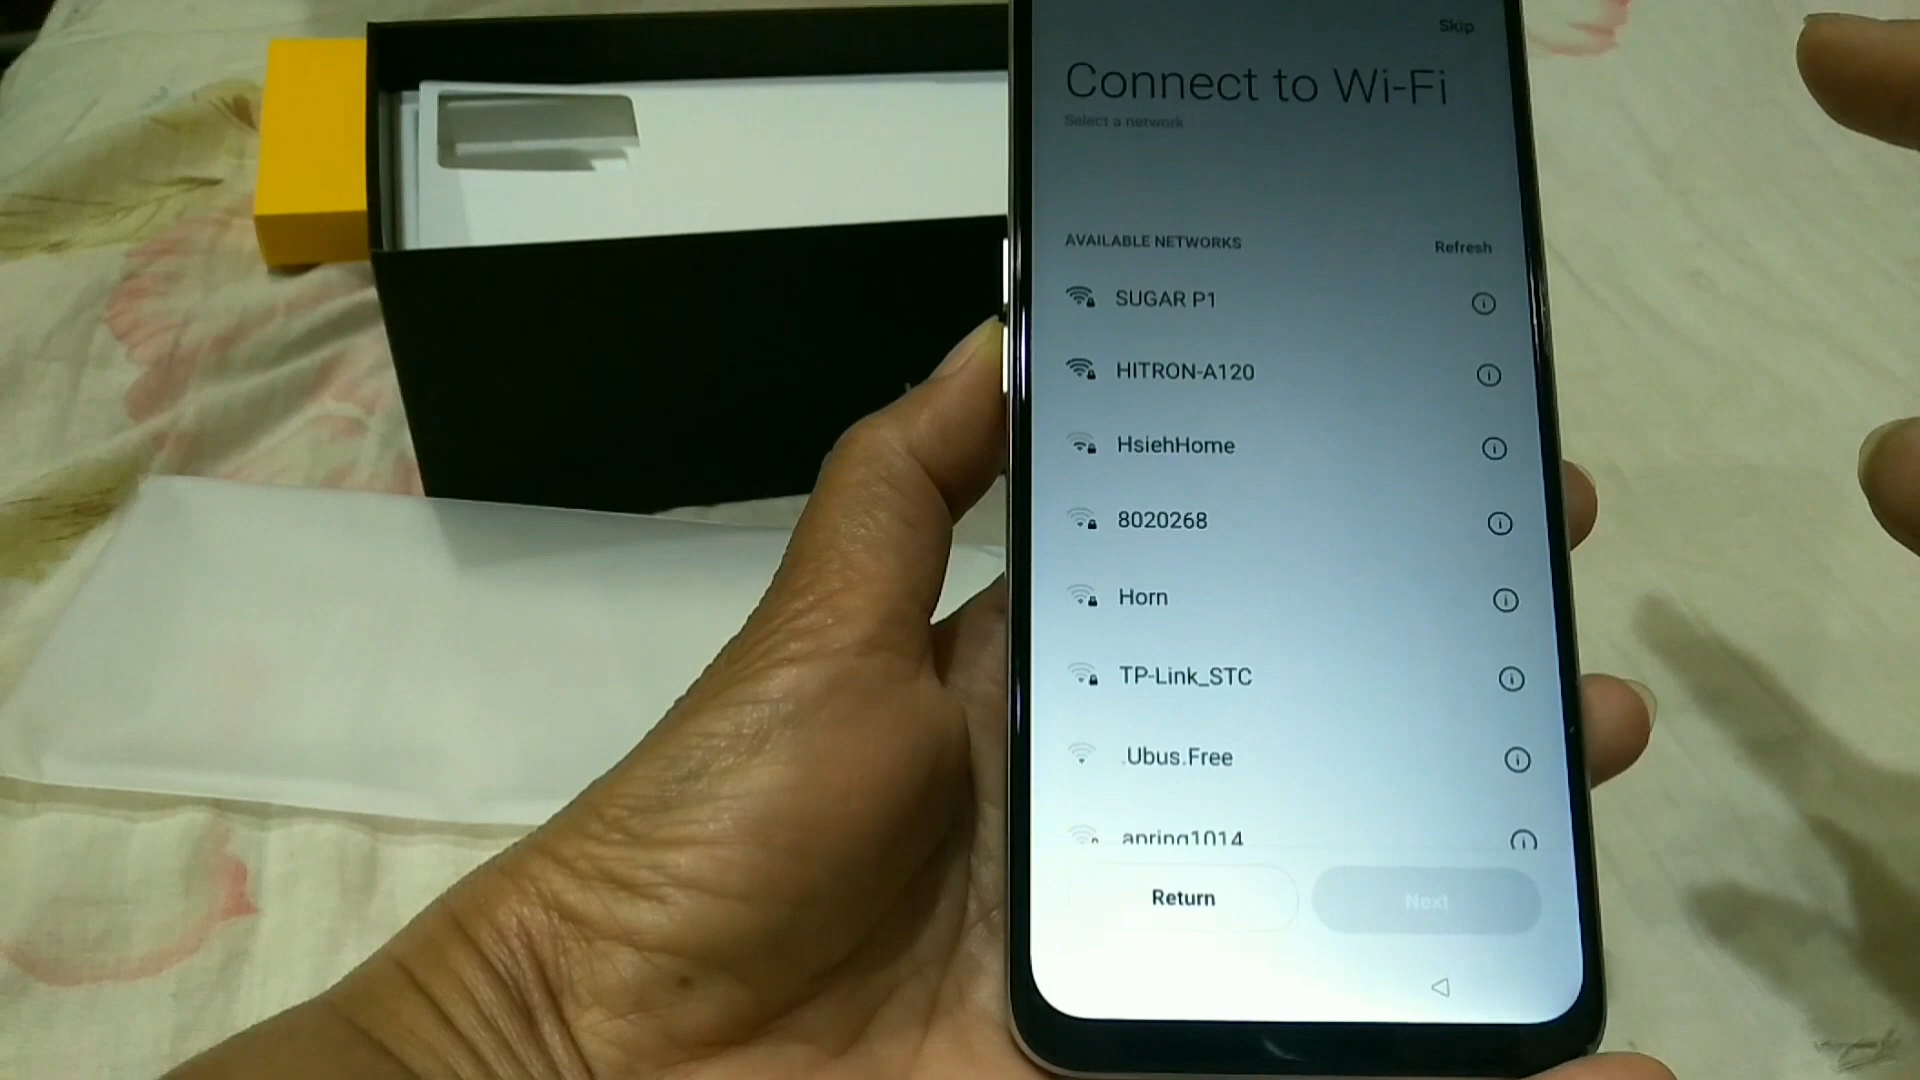 Skip
Connect to Wi-Fi
Select a network
AVAILABLE NETWORKS
Refresh
SUGAR P1
HITRON-A120
HsiehHome
8020268
Horn
TP-Link_STC
.Ubus.Free
anring1014
Return
Next